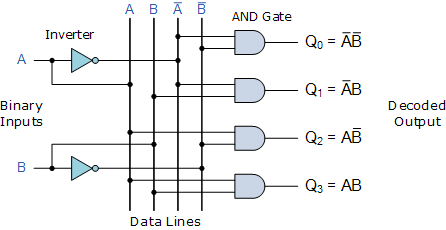 A B A̅ B̅ AND Gate
Inverter
Q₀ = A̅B̅
A
Q₁ = A̅B
Binary Inputs
Decoded Output
Q₂ = AB̅
B
Q₃ = AB
Data Lines